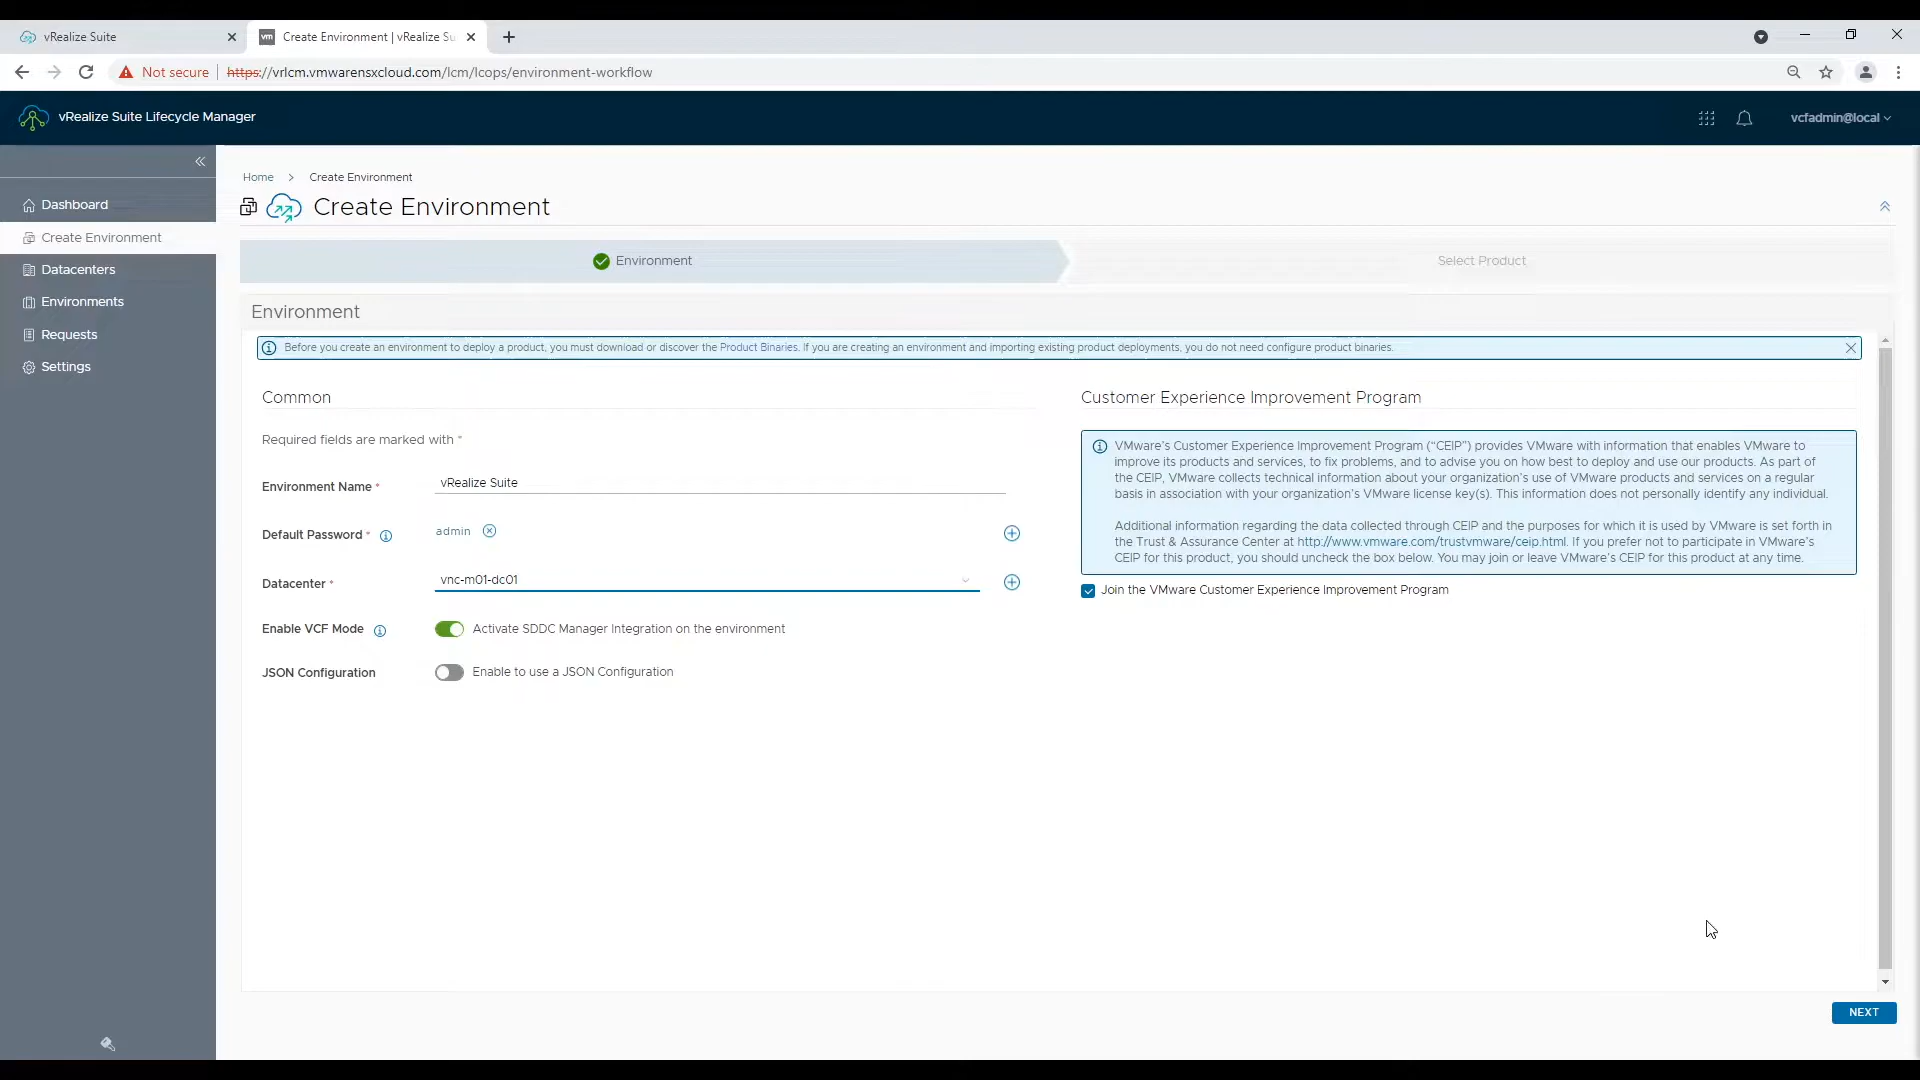 vRealize Suite
Create Environment | vRealize Su
Not secure
https://vrlcm.vmwarensxcloud.com/lcm/lcops/environment-workflow
vRealize Suite Lifecycle Manager
vcfadmin@local
Dashboard
Create Environment
Datacenters
Environments
Requests
Settings
Home > Create Environment
Create Environment
Environment
Select Product
Environment
Before you create an environment to deploy a product, you must download or discover the Product Binaries. If you are creating an environment and importing existing product deployments, you do not need configure product binaries.
Common
Required fields are marked with *
Environment Name *
vRealize Suite
Default Password *
admin
Datacenter *
vnc-m01-dc01
Enable VCF Mode
Activate SDDC Manager Integration on the environment
JSON Configuration
Enable to use a JSON Configuration
Customer Experience Improvement Program
VMware's Customer Experience Improvement Program ("CEIP") provides VMware with information that enables VMware to
improve its products and services, to fix problems, and to advise you on how best to deploy and use our products. As part of
the CEIP, VMware collects technical information about your organization's use of VMware products and services on a regular
basis in association with your organization's VMware license key(s). This information does not personally identify any individual.
Additional information regarding the data collected through CEIP and the purposes for which it is used by VMware is set forth in
the Trust & Assurance Center at http://www.vmware.com/trustvmware/ceip.html. If you prefer not to participate in VMware's
CEIP for this product, you should uncheck the box below. You may join or leave VMware's CEIP for this product at any time.
Join the VMware Customer Experience Improvement Program
NEXT